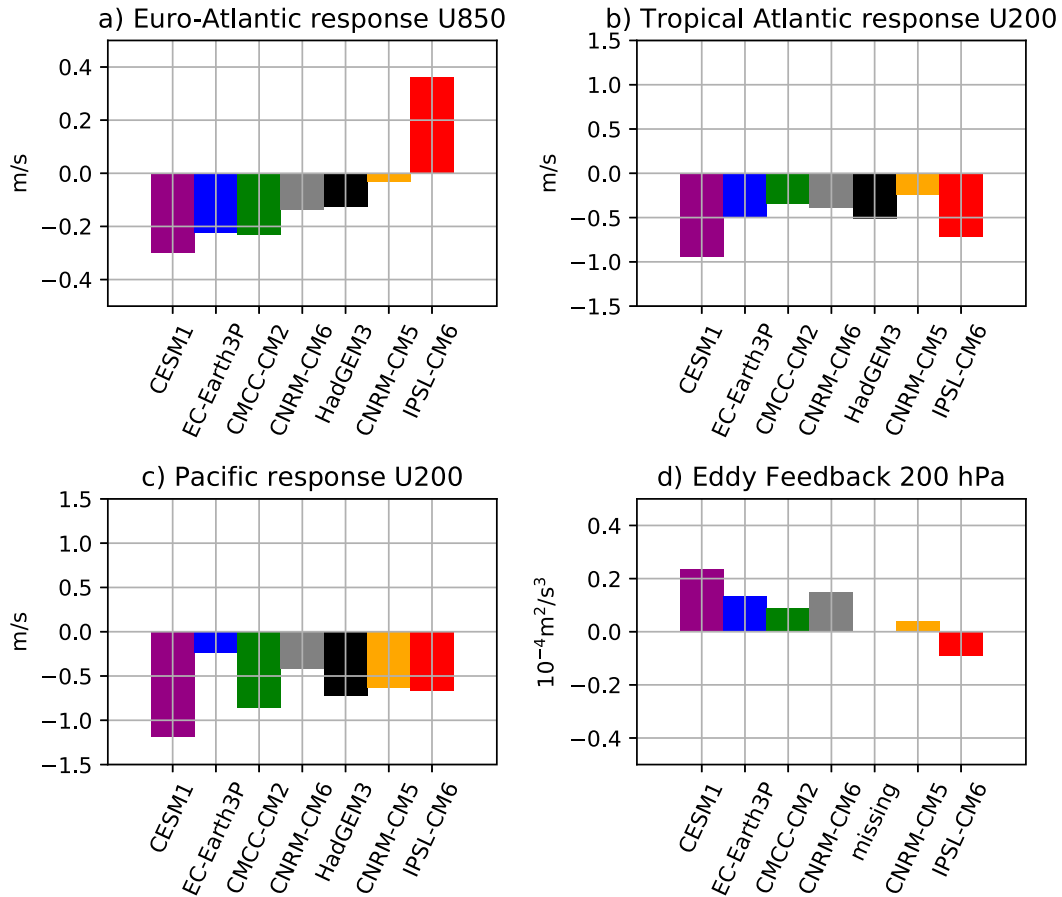 a) Euro-Atlantic response U850
m/s
0.4
0.2
0.0
−0.2
−0.4
CESM1
EC-Earth3P
CMCC-CM2
CNRM-CM6
HadGEM3
CNRM-CM5
IPSL-CM6
b) Tropical Atlantic response U200
m/s
1.5
1.0
0.5
0.0
−0.5
−1.0
−1.5
CESM1
EC-Earth3P
CMCC-CM2
CNRM-CM6
HadGEM3
CNRM-CM5
IPSL-CM6
c) Pacific response U200
m/s
1.5
1.0
0.5
0.0
−0.5
−1.0
−1.5
CESM1
EC-Earth3P
CMCC-CM2
CNRM-CM6
HadGEM3
CNRM-CM5
IPSL-CM6
d) Eddy Feedback 200 hPa
10⁻⁴m²/s³
0.4
0.2
0.0
−0.2
−0.4
CESM1
EC-Earth3P
CMCC-CM2
CNRM-CM6
missing
CNRM-CM5
IPSL-CM6